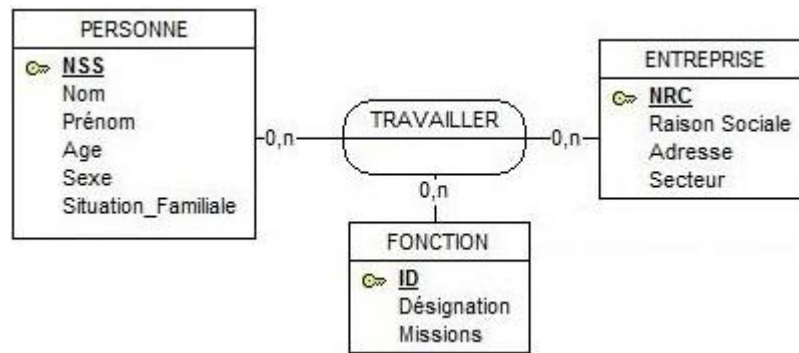 PERSONNE
NSS
Nom
Prénom
Age
Sexe
Situation_Familiale
0,n
TRAVAILLER
0,n
ENTREPRISE
NRC
Raison Sociale
Adresse
Secteur
0,n
FONCTION
ID
Désignation
Missions